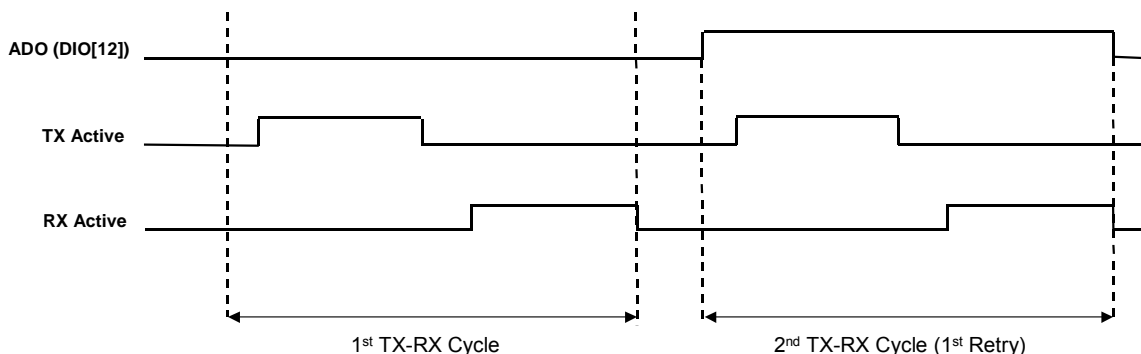 ADO (DIO[12])
TX Active
RX Active
1st TX-RX Cycle
2nd TX-RX Cycle (1st Retry)